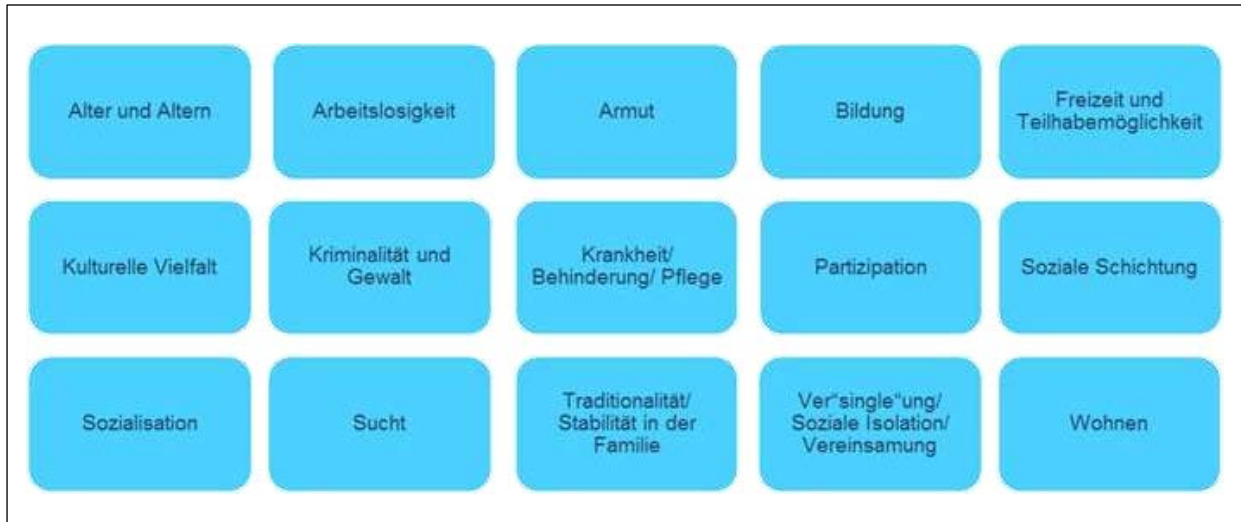 Alter und Altern
Arbeitslosigkeit
Armut
Bildung
Freizeit und
Teilhabemöglichkeit
Kulturelle Vielfalt
Kriminalität und
Gewalt
Krankheit/
Behinderung/ Pflege
Partizipation
Soziale Schichtung
Sozialisation
Sucht
Traditionalität/
Stabilität in der
Familie
Ver“single“ung/
Soziale Isolation/
Vereinsamung
Wohnen